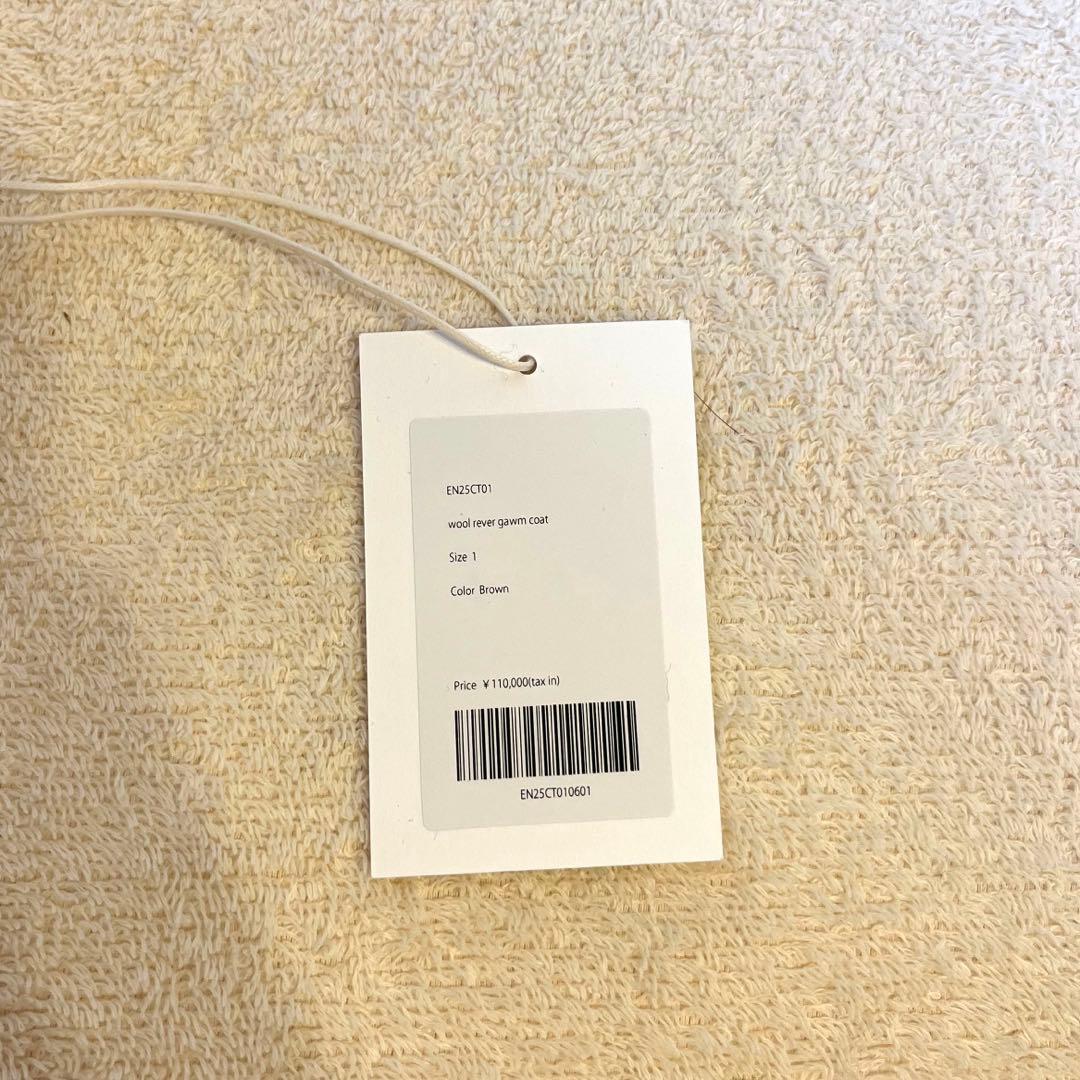 EN25CT01
wool rever gawm coat
Size 1
Color Brown
Price ¥110,000(tax in)
EN25CT010601